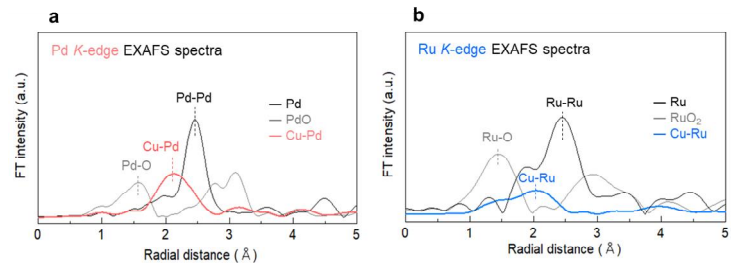 a
Pd K-edge EXAFS spectra
FT intensity (a.u.)
Pd-Pd
Cu-Pd
Pd-O
Pd
PdO
Cu-Pd
0 1 2 3 4 5
Radial distance (Å)
b
Ru K-edge EXAFS spectra
FT intensity (a.u.)
Ru-Ru
Ru-O
Cu-Ru
Ru
RuO₂
Cu-Ru
0 1 2 3 4 5
Radial distance (Å)